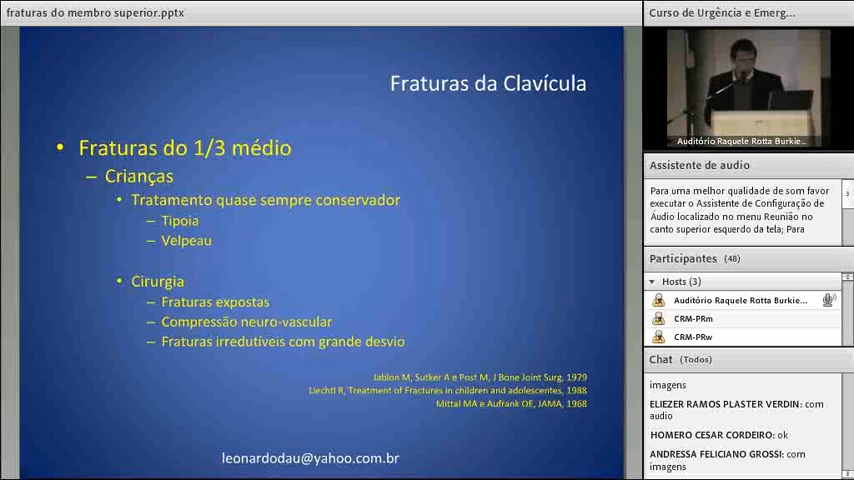 fraturas do membro superior.pptx
Fraturas da Clavícula
• Fraturas do 1/3 médio
– Crianças
• Tratamento quase sempre conservador
– Tipoia
– Velpeau
• Cirurgia
– Fraturas expostas
– Compressão neuro-vascular
– Fraturas irredutíveis com grande desvio
Jablon M, Sutker A e Post M, J Bone Joint Surg, 1979
Liechtl R, Treatment of Fractures in children and adolescentes, 1988
Mittal MA e Aufrank OE, JAMA, 1968
leonardodau@yahoo.com.br
Curso de Urgência e Emerg...
Auditório Raquele Rotta Burkie...
Assistente de audio
Para uma melhor qualidade de som favor
executar o Assistente de Configuração de
Áudio localizado no menu Reunião no
canto superior esquerdo da tela; Para
Participantes (48)
Hosts (3)
Auditório Raquele Rotta Burkie...
CRM-PRm
CRM-PRw
Chat (Todos)
imagens
ELIEZER RAMOS PLASTER VERDIN: com
audio
HOMERO CESAR CORDEIRO: ok
ANDRESSA FELICIANO GROSSI: com
imagens